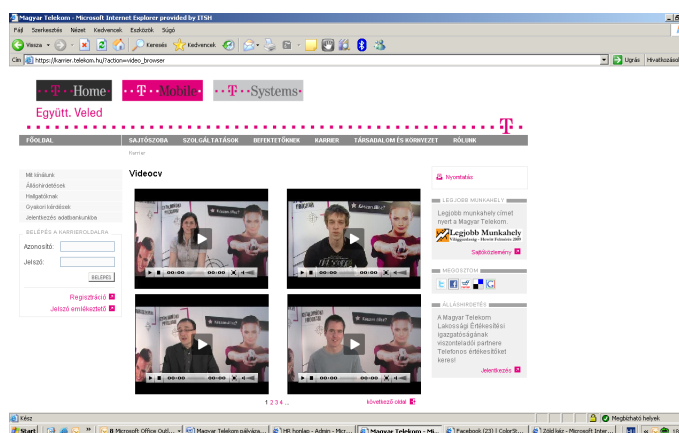 Magyar Telekom - Microsoft Internet Explorer provided by ITSH
Fájl Szerkesztés Nézet Kedvencek Eszközök Súgó
Vissza Keresés Kedvencek
Cím https://karrier.telekom.hu/?action=video_browser Ugrás Hivatkozások
T Home T Mobile T Systems
Együtt. Veled
T
FŐOLDAL SAJTÓSZOBA SZOLGÁLTATÁSOK BEFEKTETŐKNEK KARRIER TÁRSADALOM ÉS KÖRNYEZET RÓLUNK
Karrier
Mit kínálunk
Álláshirdetések
Hallgatóknak
Gyakori kérdések
Jelentkezés adatbankunkba
BELÉPÉS A KARRIEROLDALRA
Azonosító:
Jelszó:
BELÉPÉS
Regisztráció
Jelszó emlékeztető
Videocv
00:00 00:00
00:00 00:00
00:00 00:00
00:00 00:00
1 2 3 4 ... következő oldal
Nyomtatás
LEGJOBB MUNKAHELY
Legjobb munkahely címet
nyert a Magyar Telekom.
Legjobb Munkahely
Sajtóközlemény
MEGOSZTOM
ÁLLÁSHIRDETÉS
A Magyar Telekom
Lakossági Értékesítési
igazgatóságának
viszonteladói partnere
Telefonos értékesítőket
keres!
Jelentkezés
Kész Megbízható helyek
Start Microsoft Office Outl... Magyar Telekom pályáza... HR honlap - Admin - Micr... Magyar Telekom - Mi... Facebook (23) | ColorSt... Zöld kéz - Microsoft Inter... 18